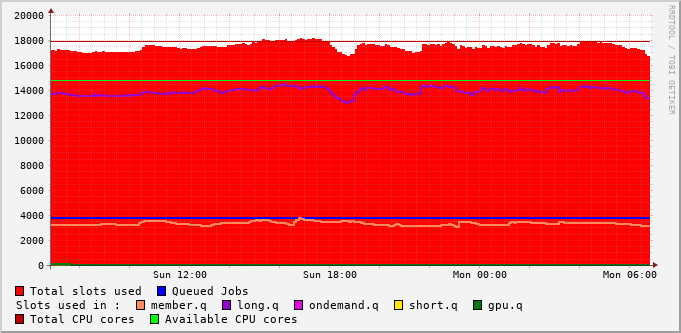 RRDTOOL / TOBI OETIKER
20000
18000
16000
14000
12000
10000
8000
6000
4000
2000
0
Sun 12:00 Sun 18:00 Mon 00:00 Mon 06:00
Total slots used Queued Jobs
Slots used in : member.q long.q ondemand.q short.q gpu.q
Total CPU cores Available CPU cores